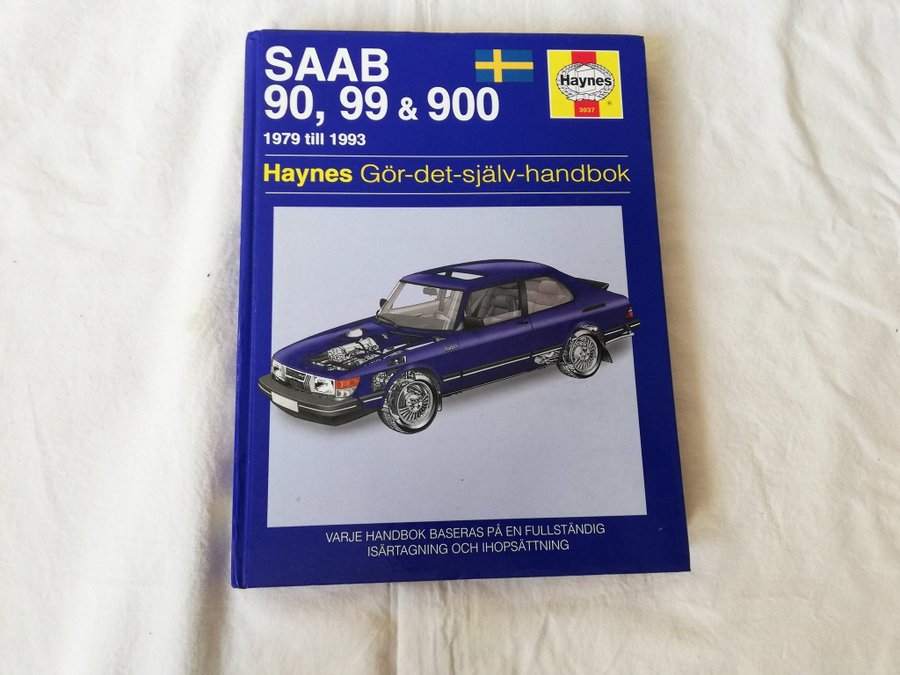 SAAB
90, 99 & 900
1979 till 1993
Haynes
3037
Haynes Gör-det-själv-handbok
VARJE HANDBOK BASERAS PÅ EN FULLSTÄNDIG
ISÄRTAGNING OCH IHOPSÄTTNING